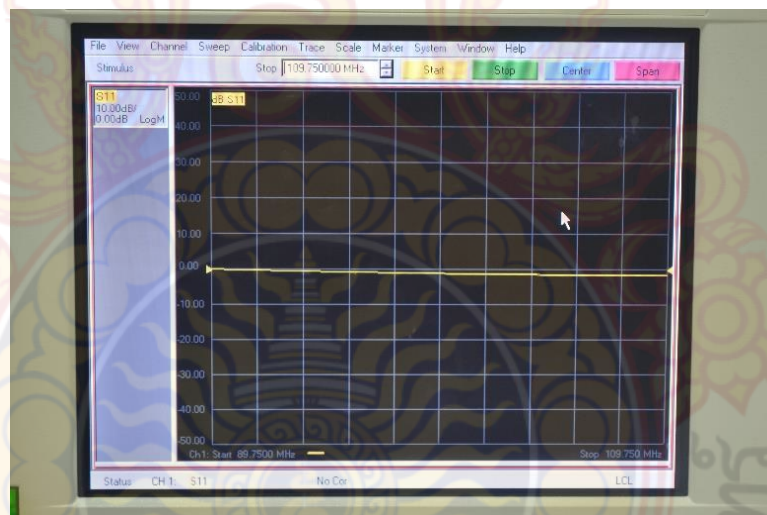 File View Channel Sweep Calibration Trace Scale Marker System Window Help
Stimulus Stop 109.750000 MHz Start Stop Center Span
S11
10.00dB/
0.00dB LogM
dB S11
50.00
40.00
30.00
20.00
10.00
0.00
-10.00
-20.00
-30.00
-40.00
-50.00
Ch1: Start 89.7500 MHz Stop 109.750 MHz
Status CH 1: S11 No Cor LCL